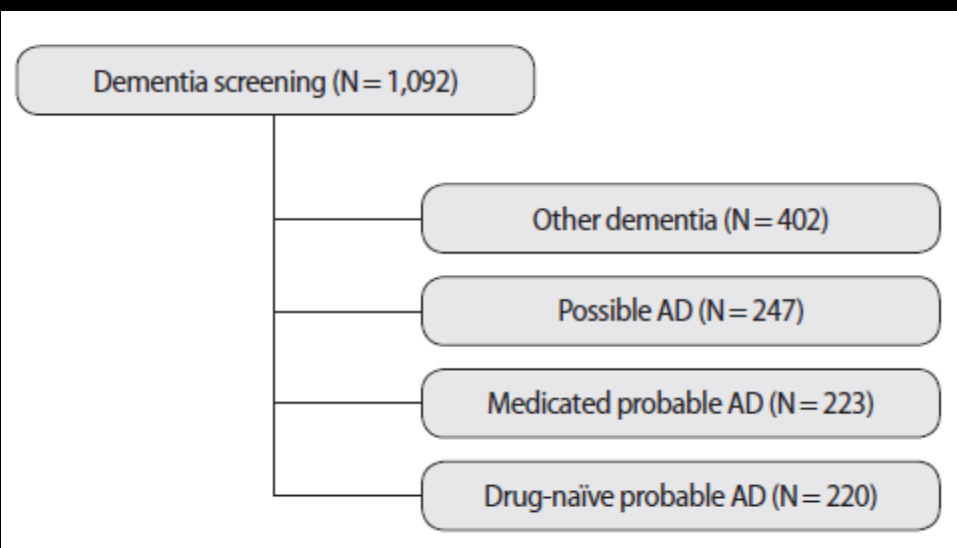 Dementia screening (N = 1,092)
Other dementia (N = 402)
Possible AD (N = 247)
Medicated probable AD (N = 223)
Drug-naïve probable AD (N = 220)